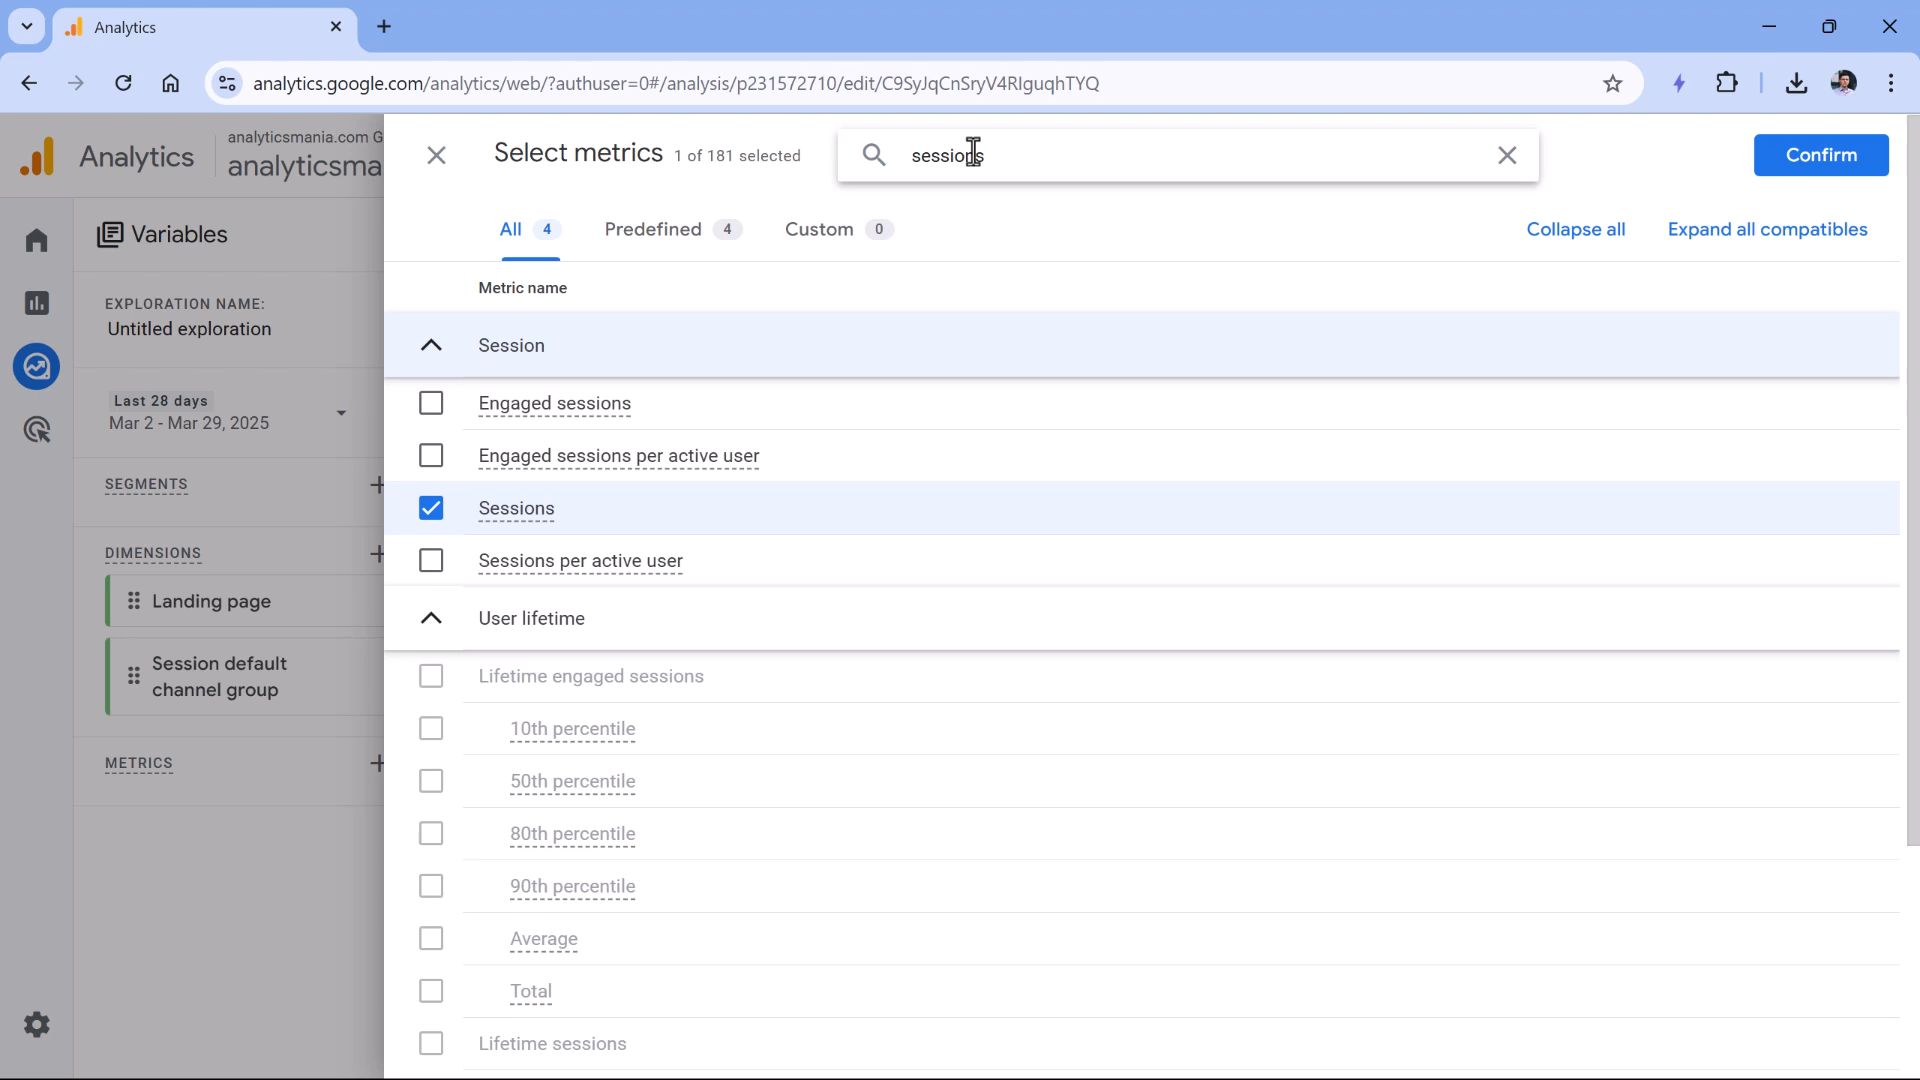 Analytics
analytics.google.com/analytics/web/?authuser=0#/analysis/p231572710/edit/C9SyJqCnSryV4RIguqhTYQ
Analytics
analyticsmania.com G
analyticsma
Select metrics 1 of 181 selected
sessions
Confirm
All 4
Predefined 4
Custom 0
Collapse all
Expand all compatibles
Variables
EXPLORATION NAME:
Untitled exploration
Last 28 days
Mar 2 - Mar 29, 2025
SEGMENTS
DIMENSIONS
Landing page
Session default
channel group
METRICS
Metric name
Session
Engaged sessions
Engaged sessions per active user
Sessions
Sessions per active user
User lifetime
Lifetime engaged sessions
10th percentile
50th percentile
80th percentile
90th percentile
Average
Total
Lifetime sessions